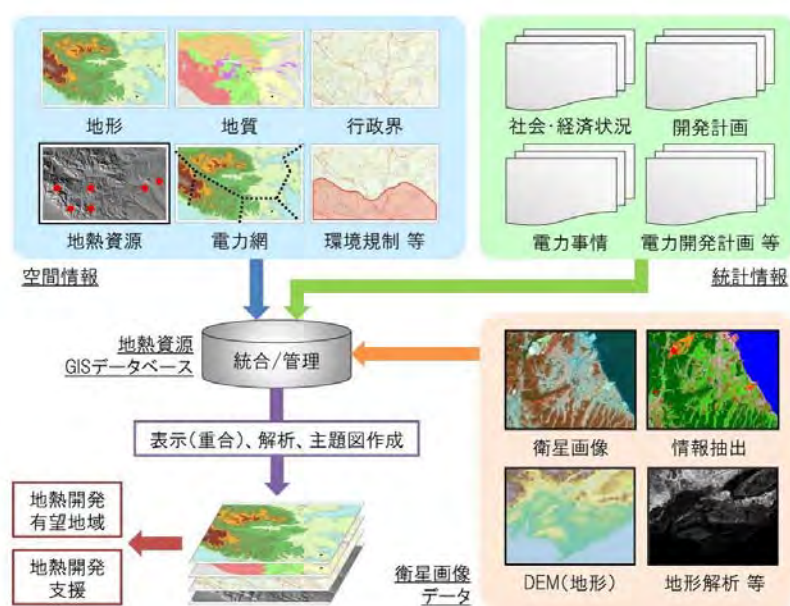 地形
地質
行政界
地熱資源
電力網
環境規制 等
空間情報
社会・経済状況
開発計画
電力事情
電力開発計画 等
統計情報
地熱資源
GISデータベース
統合/管理
表示(重合)、解析、主題図作成
地熱開発
有望地域
地熱開発
支援
衛星画像
情報抽出
DEM(地形)
地形解析 等
衛星画像
データ